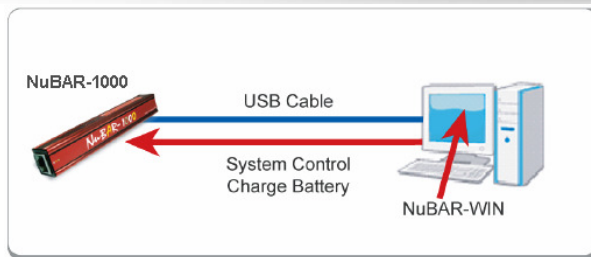 NuBAR-1000
NuBAR-1000
USB Cable
System Control
Charge Battery
NuBAR-WIN